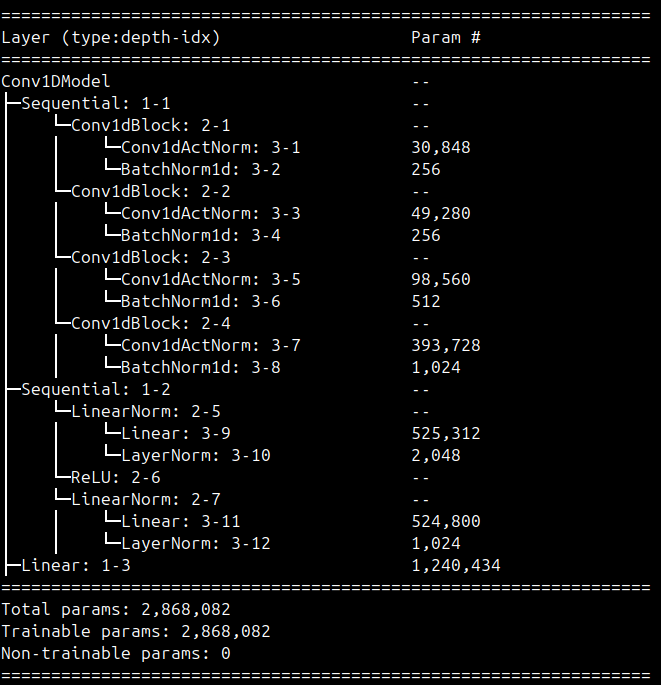 =================================================================
Layer (type:depth-idx)                   Param #
=================================================================
Conv1DModel                              --
├─Sequential: 1-1                        --
│    └─Conv1dBlock: 2-1                  --
│    │    └─Conv1dActNorm: 3-1           30,848
│    │    └─BatchNorm1d: 3-2             256
│    └─Conv1dBlock: 2-2                  --
│    │    └─Conv1dActNorm: 3-3           49,280
│    │    └─BatchNorm1d: 3-4             256
│    └─Conv1dBlock: 2-3                  --
│    │    └─Conv1dActNorm: 3-5           98,560
│    │    └─BatchNorm1d: 3-6             512
│    └─Conv1dBlock: 2-4                  --
│    │    └─Conv1dActNorm: 3-7           393,728
│    │    └─BatchNorm1d: 3-8             1,024
├─Sequential: 1-2                        --
│    └─LinearNorm: 2-5                   --
│    │    └─Linear: 3-9                  525,312
│    │    └─LayerNorm: 3-10              2,048
│    └─ReLU: 2-6                         --
│    └─LinearNorm: 2-7                   --
│    │    └─Linear: 3-11                 524,800
│    │    └─LayerNorm: 3-12              1,024
├─Linear: 1-3                            1,240,434
=================================================================
Total params: 2,868,082
Trainable params: 2,868,082
Non-trainable params: 0
=================================================================